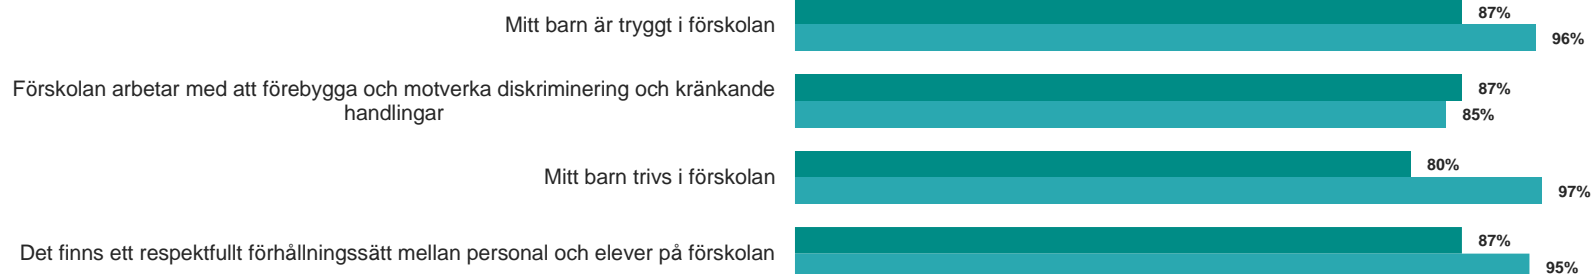 Mitt barn är tryggt i förskolan
87%
96%
Förskolan arbetar med att förebygga och motverka diskriminering och kränkande
handlingar
87%
85%
Mitt barn trivs i förskolan
80%
97%
Det finns ett respektfullt förhållningssätt mellan personal och elever på förskolan
87%
95%